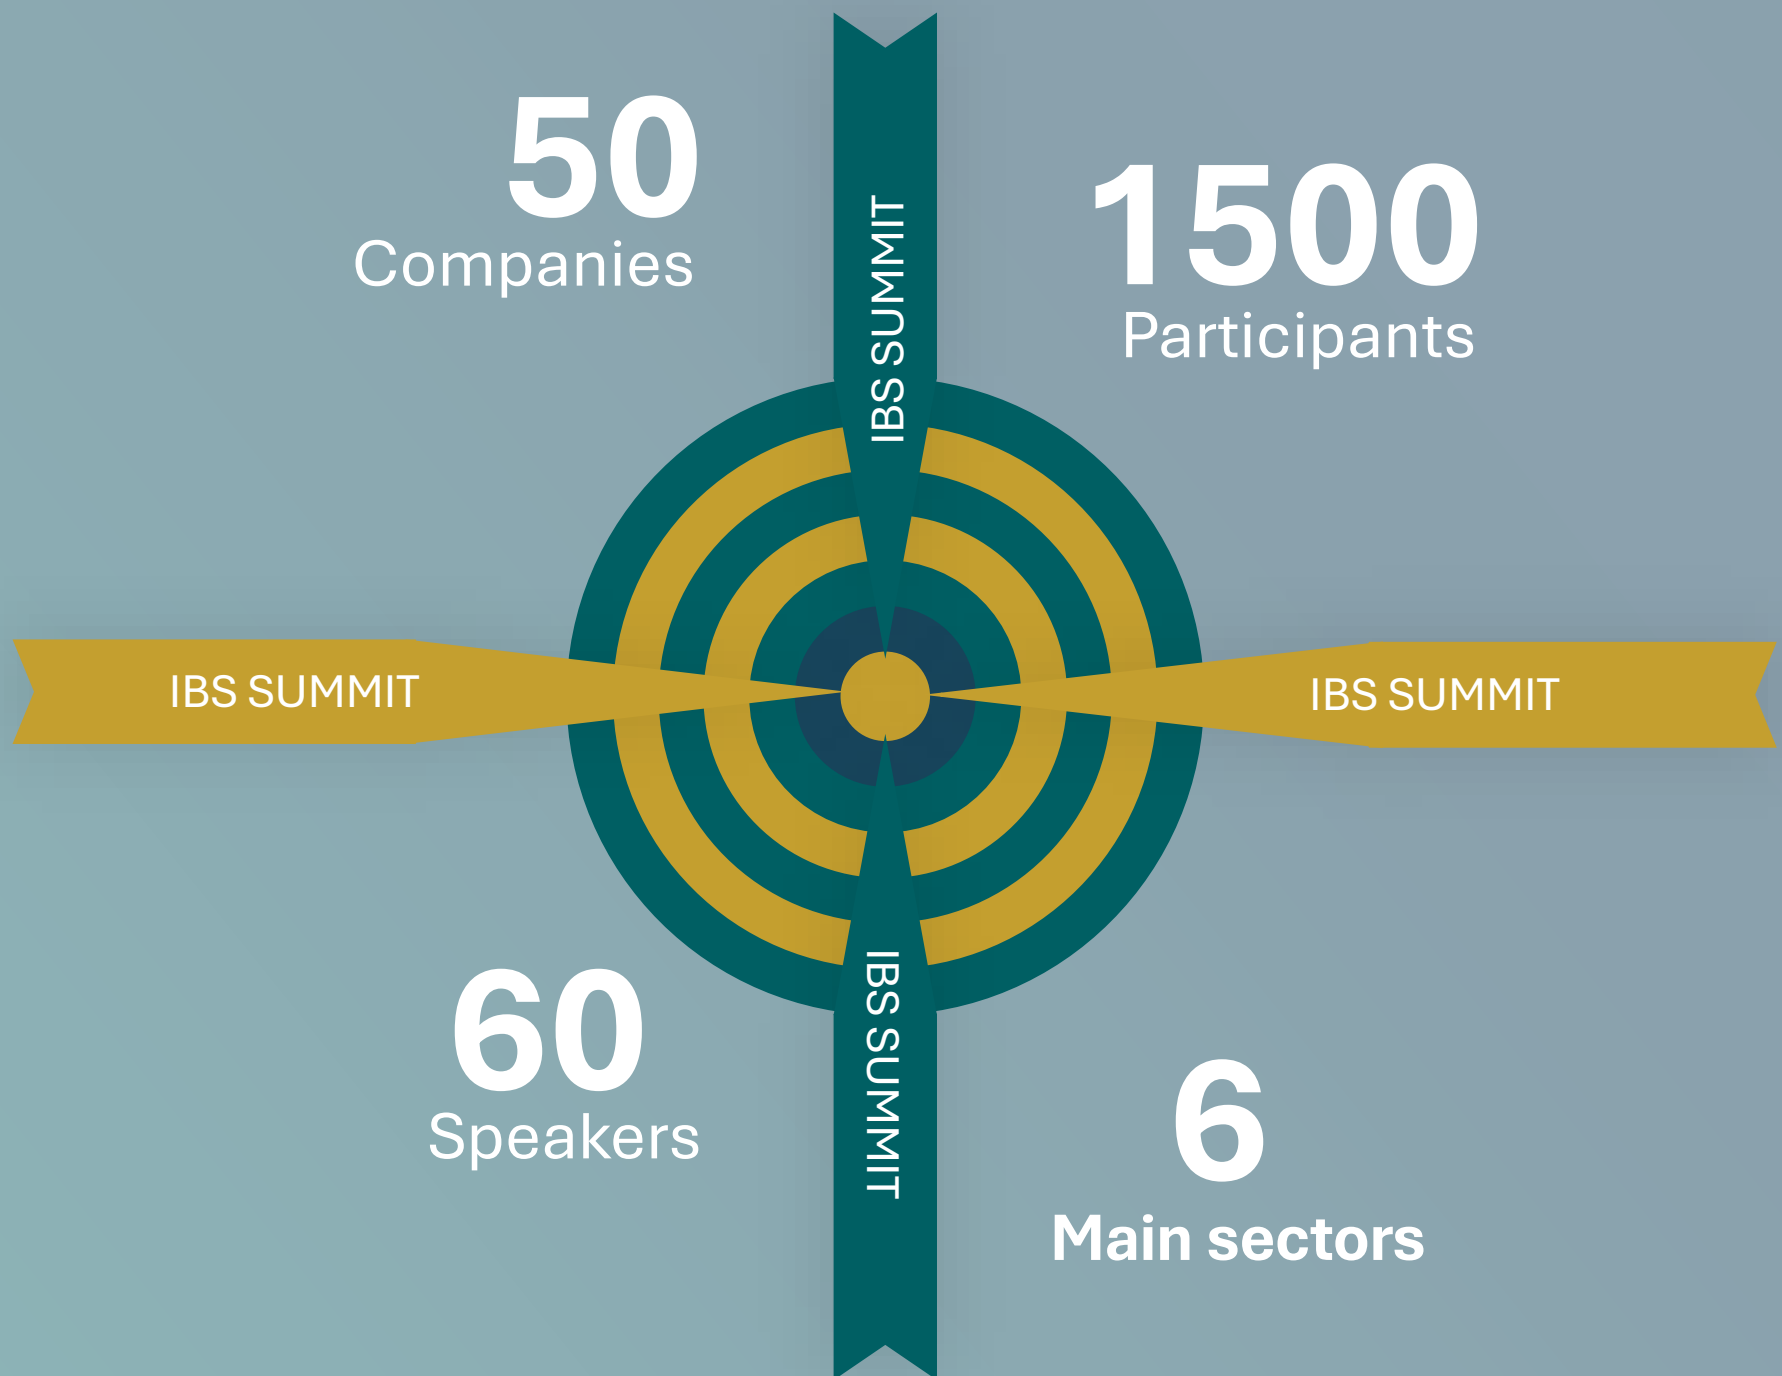 50
Companies
1500
Participants
IBS SUMMIT
IBS SUMMIT
IBS SUMMIT
IBS SUMMIT
60
Speakers
6
Main sectors